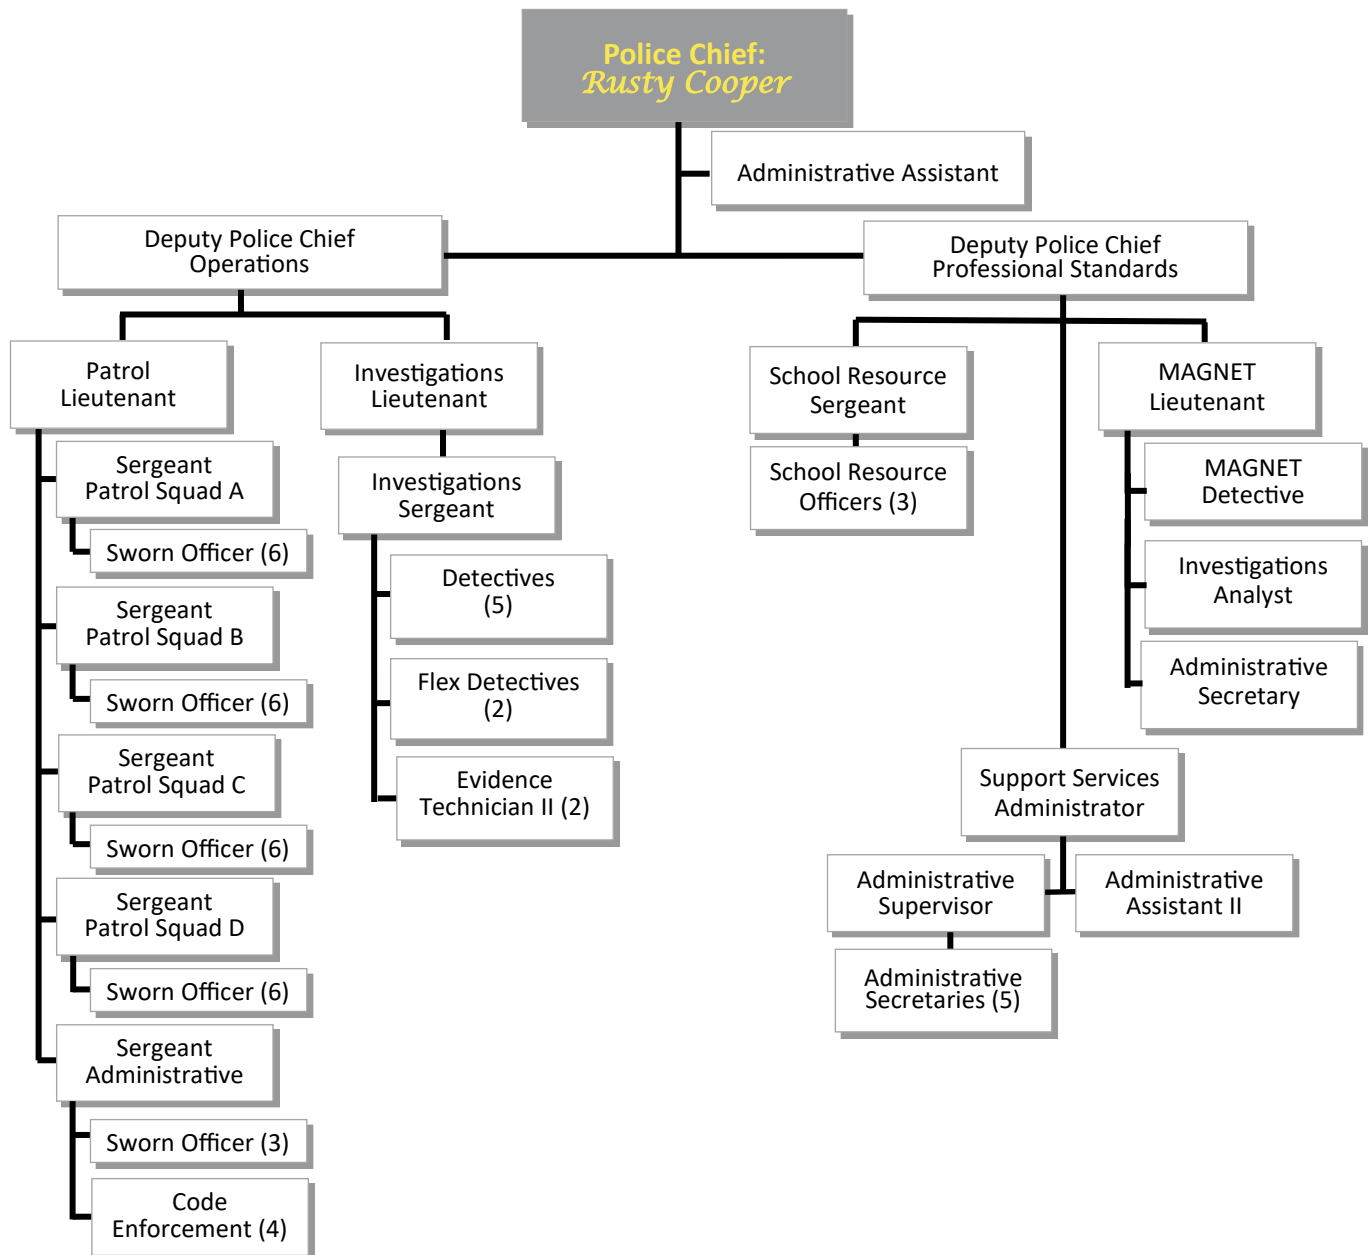 Police Chief:
Rusty Cooper
Administrative Assistant
Deputy Police Chief
Operations
Deputy Police Chief
Professional Standards
Patrol
Lieutenant
Sergeant
Patrol Squad A
Sworn Officer (6)
Sergeant
Patrol Squad B
Sworn Officer (6)
Sergeant
Patrol Squad C
Sworn Officer (6)
Sergeant
Patrol Squad D
Sworn Officer (6)
Sergeant
Administrative
Sworn Officer (3)
Code
Enforcement (4)
Investigations
Lieutenant
Investigations
Sergeant
Detectives
(5)
Flex Detectives
(2)
Evidence
Technician II (2)
School Resource
Sergeant
School Resource
Officers (3)
MAGNET
Lieutenant
MAGNET
Detective
Investigations
Analyst
Administrative
Secretary
Support Services
Administrator
Administrative
Supervisor
Administrative
Assistant II
Administrative
Secretaries (5)